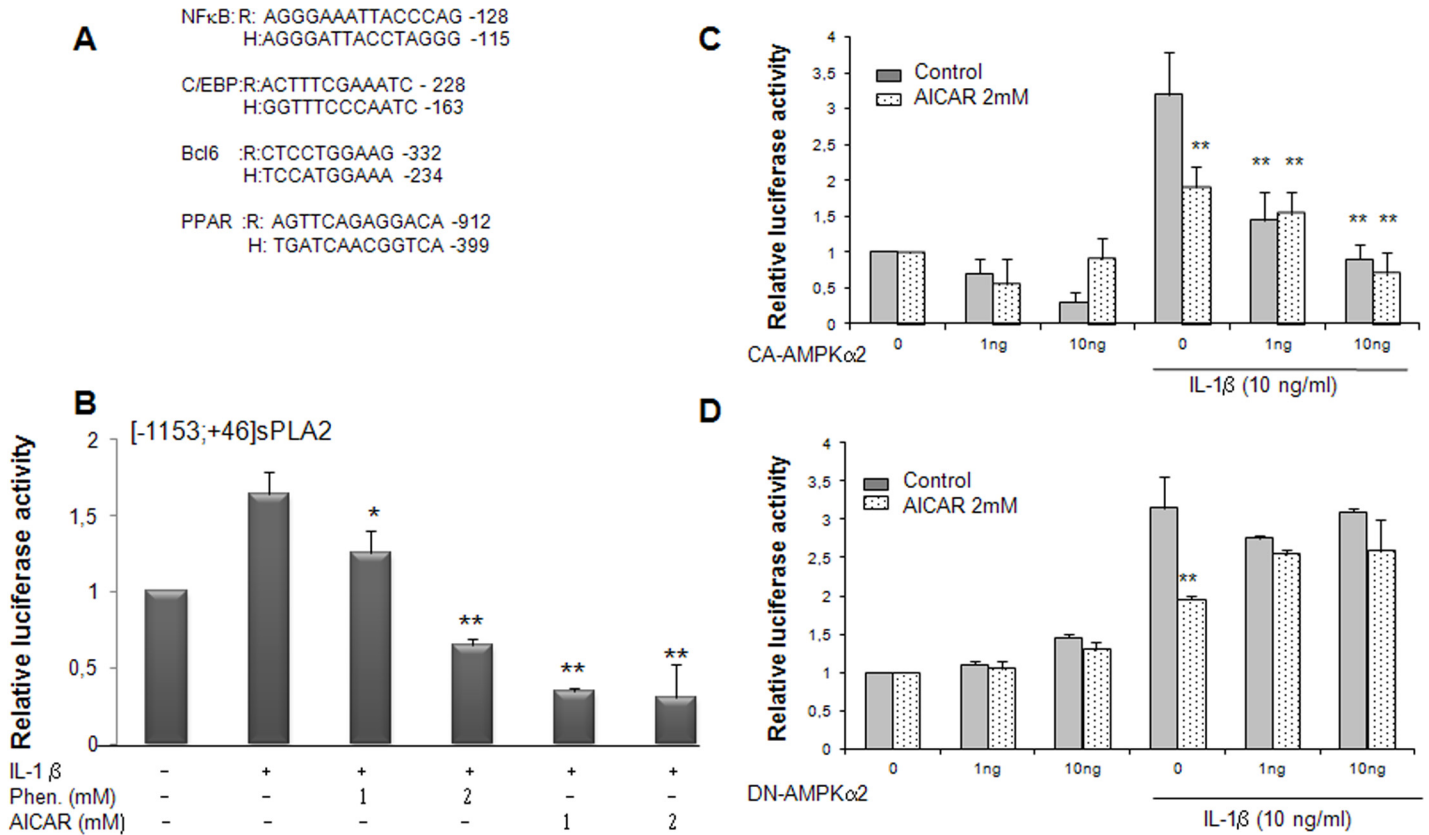 A
NFκB: R: AGGGAAATTACCCAG -128
H:AGGGATTACCTAGGG -115
C/EBP:R:ACTTTCGAAATC - 228
H:GGTTTCCCAATC -163
Bcl6 :R:CTCCTGGAAG -332
H:TCCATGGAAA -234
PPAR :R: AGTTCAGAGGACA -912
H: TGATCAACGGTCA -399
B
[-1153;+46]sPLA2
Relative luciferase activity
2
1,5
1
0,5
0
*
**
**
**
IL-1 β - + + + + +
Phen. (mM) - - 1 2 - -
AICAR (mM) - - - - 1 2
C
Relative luciferase activity
4
3,5
3
2,5
2
1,5
1
0,5
0
Control
AICAR 2mM
**
** **
** **
CA-AMPKα2 0 1ng 10ng 0 1ng 10ng
IL-1β (10 ng/ml)
D
Relative luciferase activity
4
3,5
3
2,5
2
1,5
1
0,5
0
Control
AICAR 2mM
**
DN-AMPKα2 0 1ng 10ng 0 1ng 10ng
IL-1β (10 ng/ml)